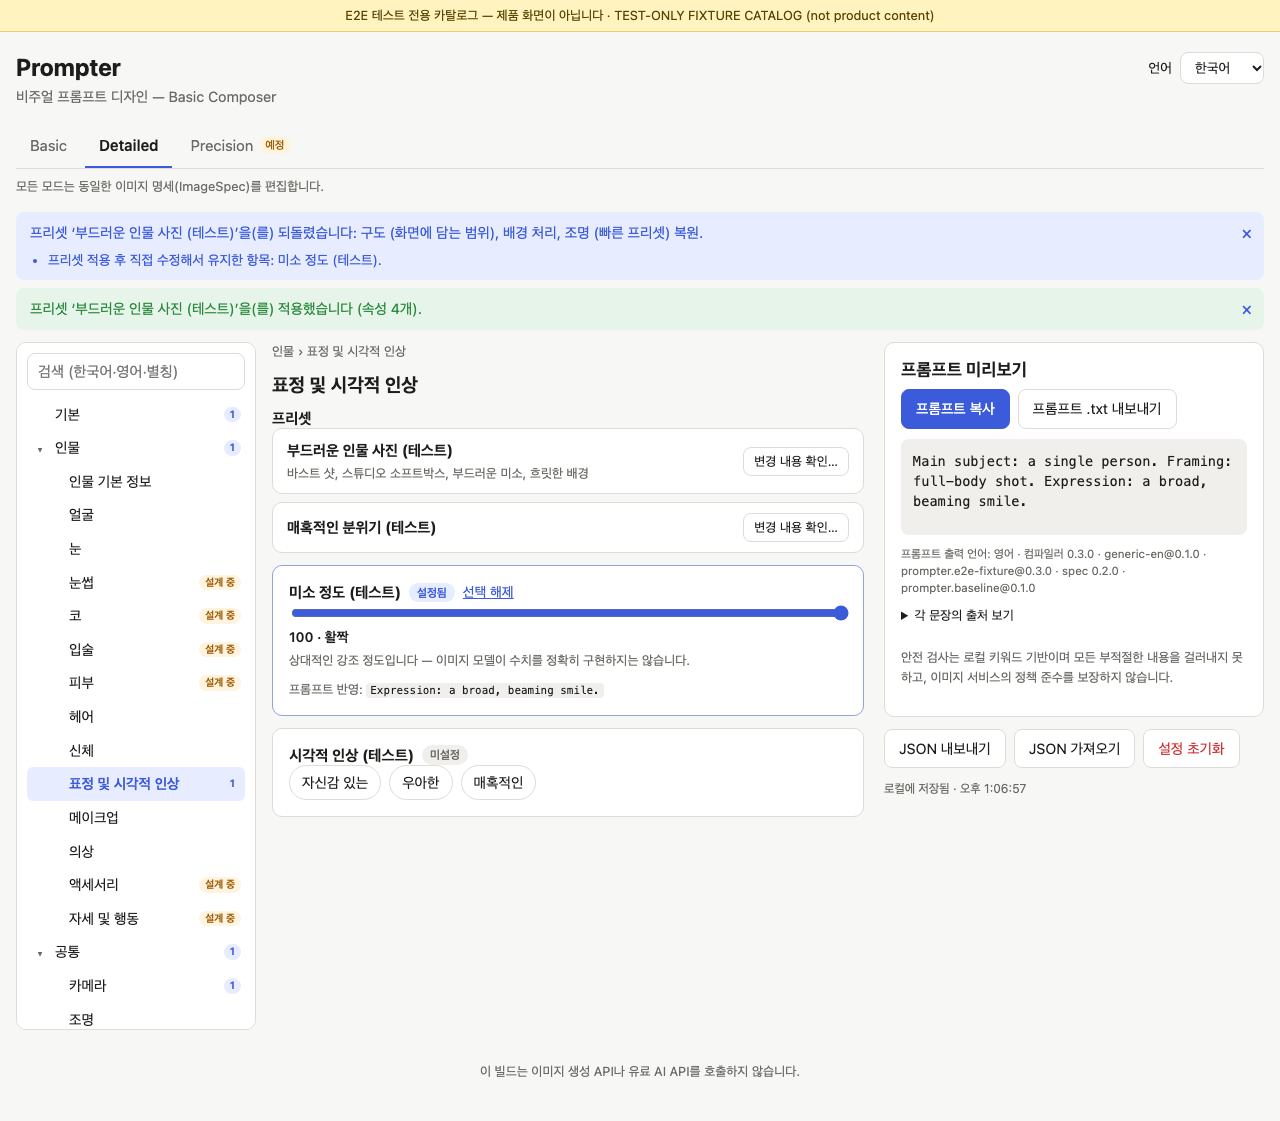 E2E 테스트 전용 카탈로그 — 제품 화면이 아닙니다 · TEST-ONLY FIXTURE CATALOG (not product content)
Prompter
언어 한국어
비주얼 프롬프트 디자인 — Basic Composer
Basic Detailed Precision 예정
모든 모드는 동일한 이미지 명세(ImageSpec)를 편집합니다.
프리셋 ‘부드러운 인물 사진 (테스트)’을(를) 되돌렸습니다: 구도 (화면에 담는 범위), 배경 처리, 조명 (빠른 프리셋) 복원.
• 프리셋 적용 후 직접 수정해서 유지한 항목: 미소 정도 (테스트).
프리셋 ‘부드러운 인물 사진 (테스트)’을(를) 적용했습니다 (속성 4개).
검색 (한국어·영어·별칭)
기본 1
인물 1
인물 기본 정보
얼굴
눈
눈썹 설계 중
코 설계 중
입술 설계 중
피부 설계 중
헤어
신체
표정 및 시각적 인상 1
메이크업
의상
액세서리 설계 중
자세 및 행동 설계 중
공통 1
카메라 1
조명
인물 › 표정 및 시각적 인상
표정 및 시각적 인상
프리셋
부드러운 인물 사진 (테스트)
바스트 샷, 스튜디오 소프트박스, 부드러운 미소, 흐릿한 배경
변경 내용 확인…
매혹적인 분위기 (테스트)
변경 내용 확인…
미소 정도 (테스트) 설정됨 선택 해제
100 · 활짝
상대적인 강조 정도입니다 — 이미지 모델이 수치를 정확히 구현하지는 않습니다.
프롬프트 반영: Expression: a broad, beaming smile.
시각적 인상 (테스트) 미설정
자신감 있는 우아한 매혹적인
프롬프트 미리보기
프롬프트 복사 프롬프트 .txt 내보내기
Main subject: a single person. Framing:
full-body shot. Expression: a broad,
beaming smile.
프롬프트 출력 언어: 영어 · 컴파일러 0.3.0 · generic-en@0.1.0 ·
prompter.e2e-fixture@0.3.0 · spec 0.2.0 ·
prompter.baseline@0.1.0
▶ 각 문장의 출처 보기
안전 검사는 로컬 키워드 기반이며 모든 부적절한 내용을 걸러내지 못
하고, 이미지 서비스의 정책 준수를 보장하지 않습니다.
JSON 내보내기 JSON 가져오기 설정 초기화
로컬에 저장됨 · 오후 1:06:57
이 빌드는 이미지 생성 API나 유료 AI API를 호출하지 않습니다.